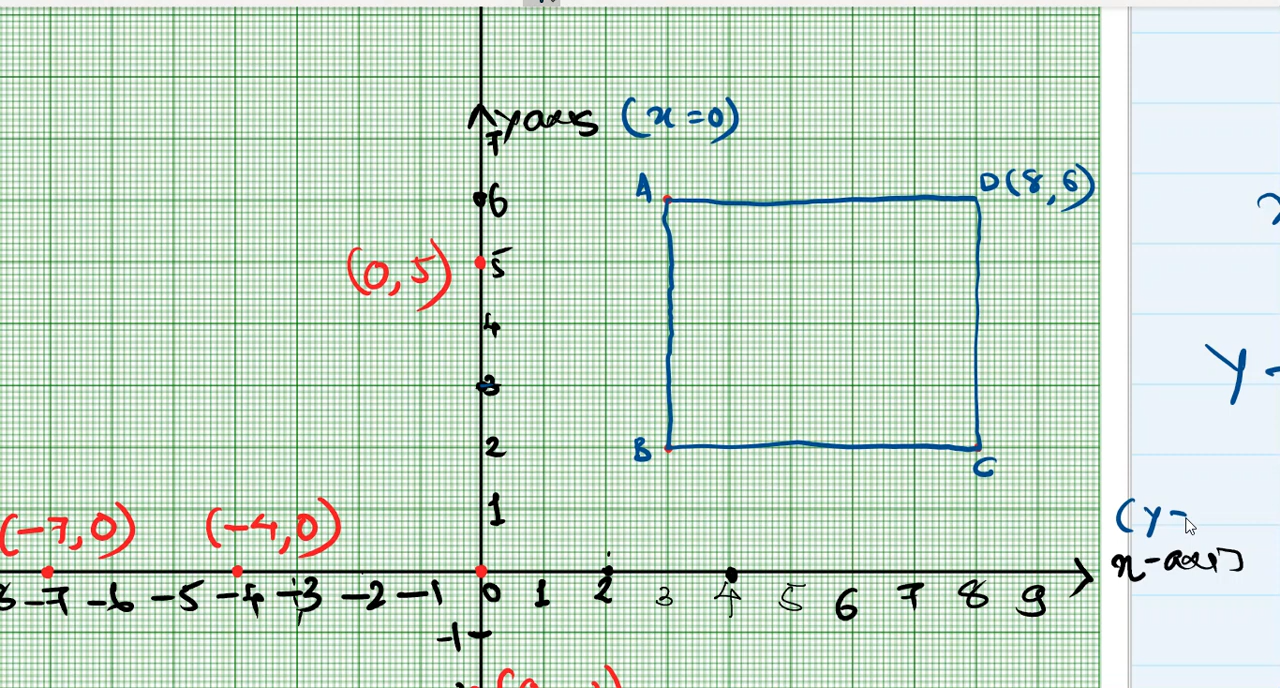 y axis (x=0)
7
A D(8,6)
6
(0,5) 5
4
3
2
B C
1
(-7,0) (-4,0)
(y=
x-axis
-7 -6 -5 -4 -3 -2 -1 0 1 2 3 4 5 6 7 8 9
-1
y-